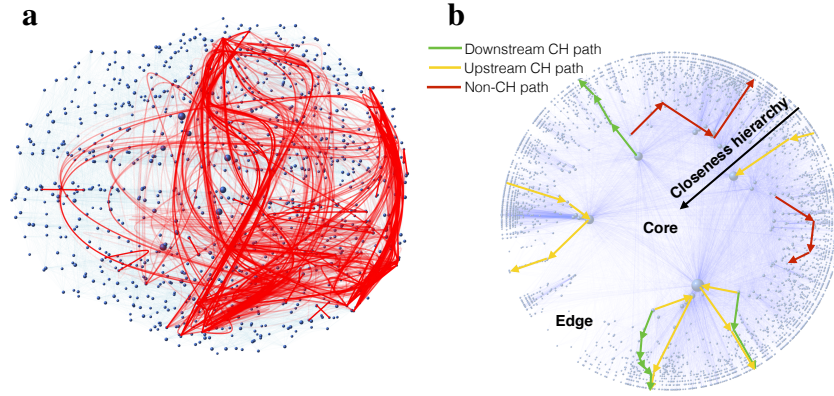 a
b
Downstream CH path
Upstream CH path
Non-CH path
Closeness hierarchy
Core
Edge